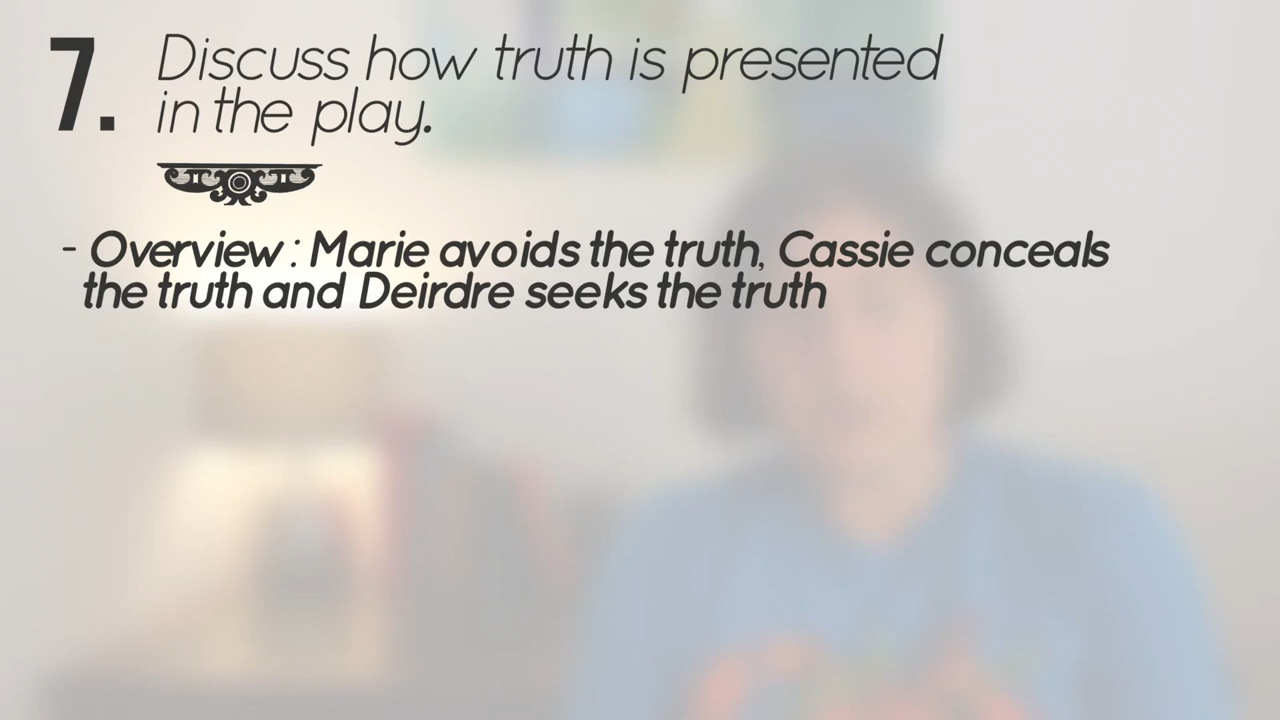 7. Discuss how truth is presented
in the play.
- Overview : Marie avoids the truth, Cassie conceals
the truth and Deirdre seeks the truth